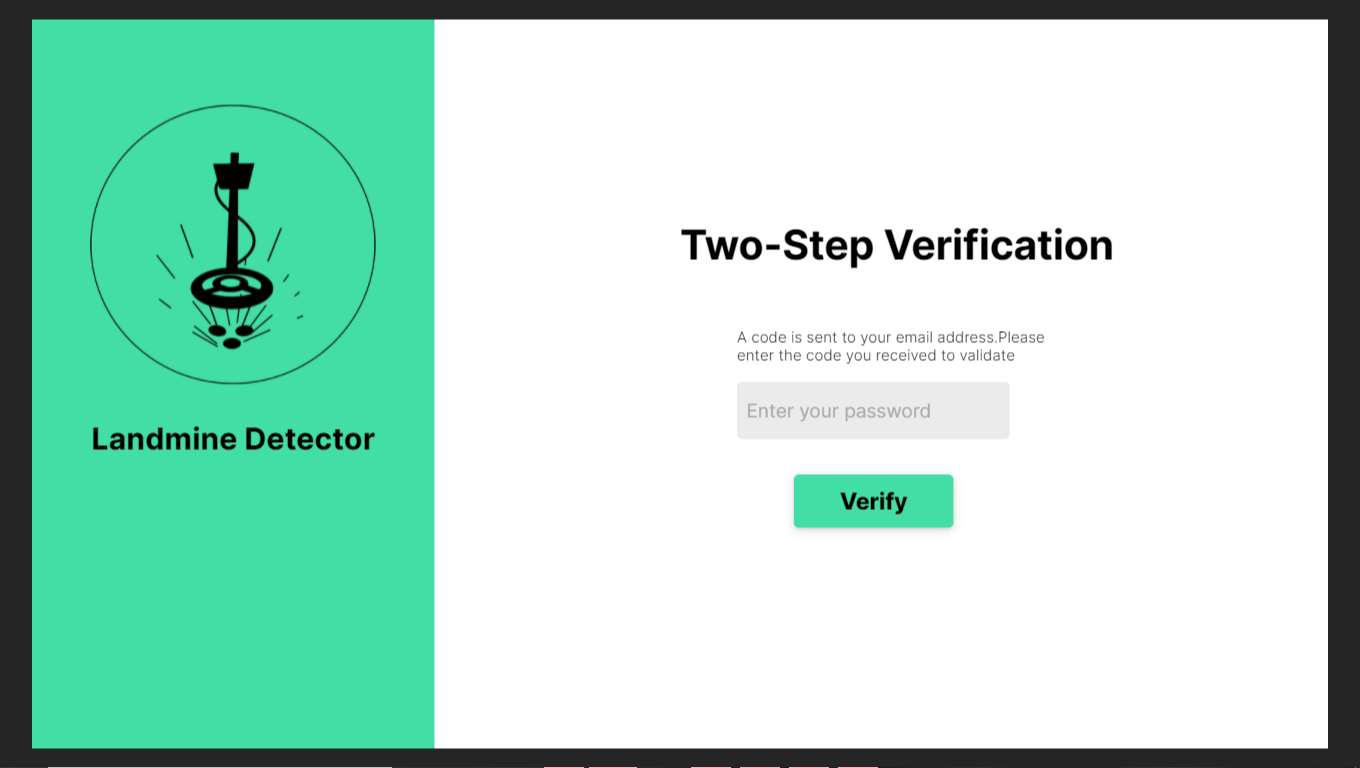 Landmine Detector
Two-Step Verification
A code is sent to your email address.Please
enter the code you received to validate
Enter your password
Verify